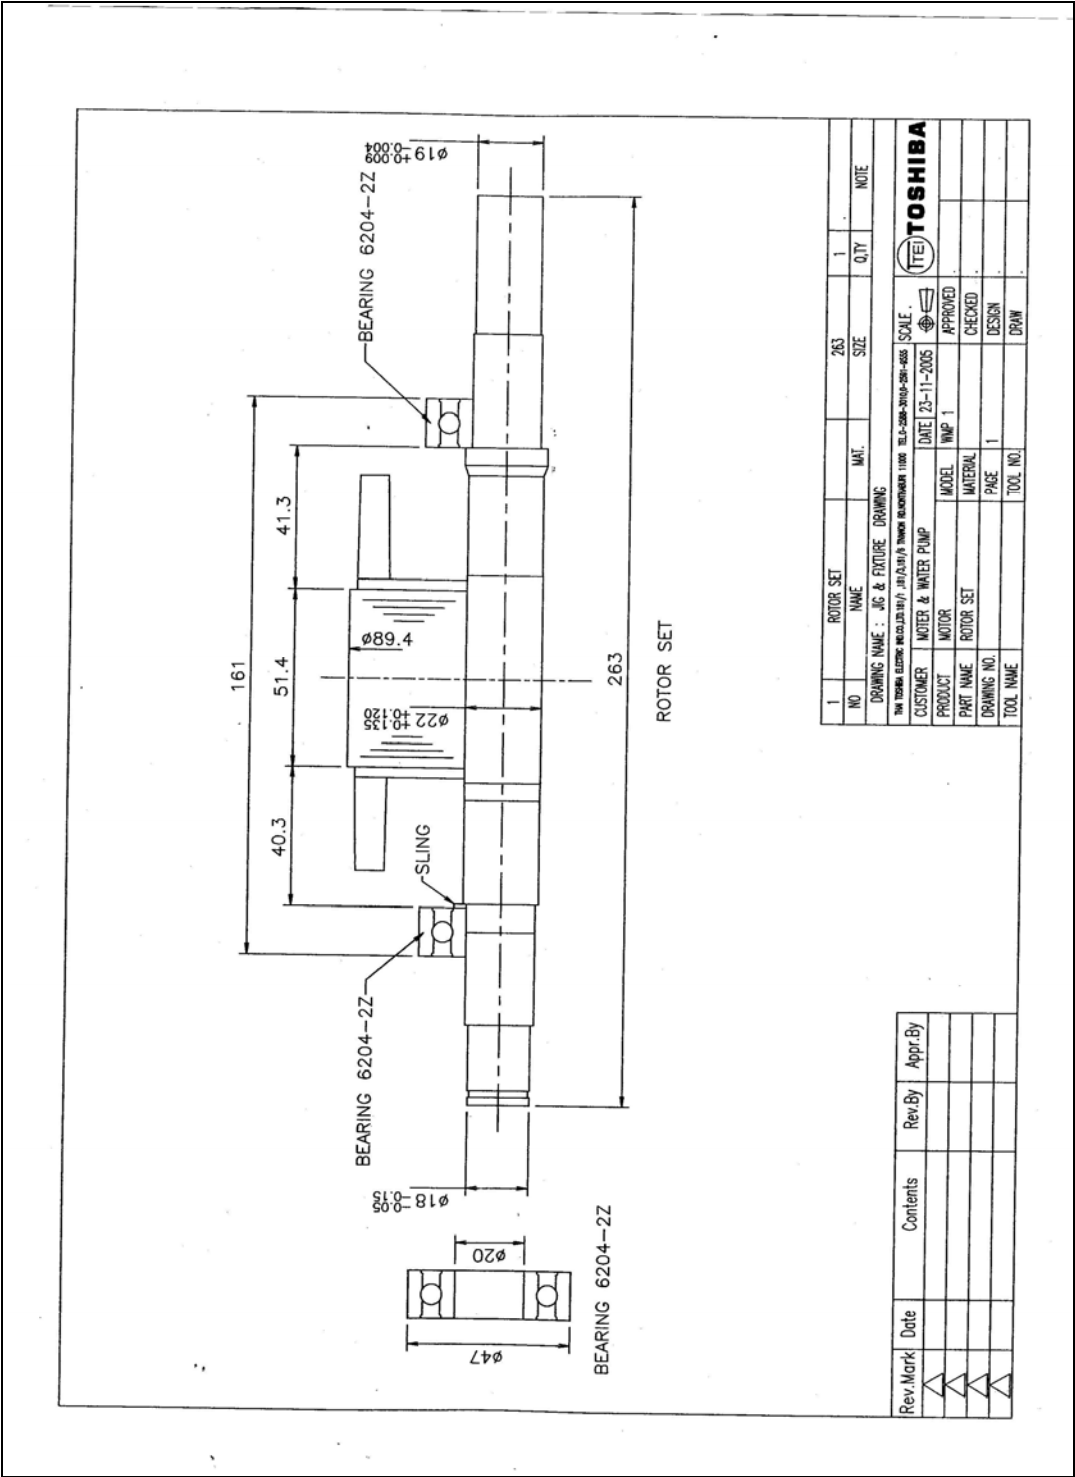 161
40.3
51.4
41.3
BEARING 6204-2Z
SLING
BEARING 6204-2Z
ø89.4
ø22 +0.135
+0.120
ø19 +0.009
-0.004
ø18 -0.05
-0.15
263
ROTOR SET
ø47
ø20
BEARING 6204-2Z
1 ROTOR SET 263 1
NO NAME MAT. SIZE Q,TY NOTE
DRAWING NAME : JIG & FIXTURE DRAWING
SCALE .
TEI TOSHIBA
CUSTOMER MOTER & WATER PUMP DATE 23-11-2005
PRODUCT MOTOR MODEL WMP 1 APPROVED
PART NAME ROTOR SET MATERIAL CHECKED
DRAWING NO. PAGE 1 DESIGN
TOOL NAME TOOL NO. DRAW
Rev.Mark Date Contents Rev.By Appr.By